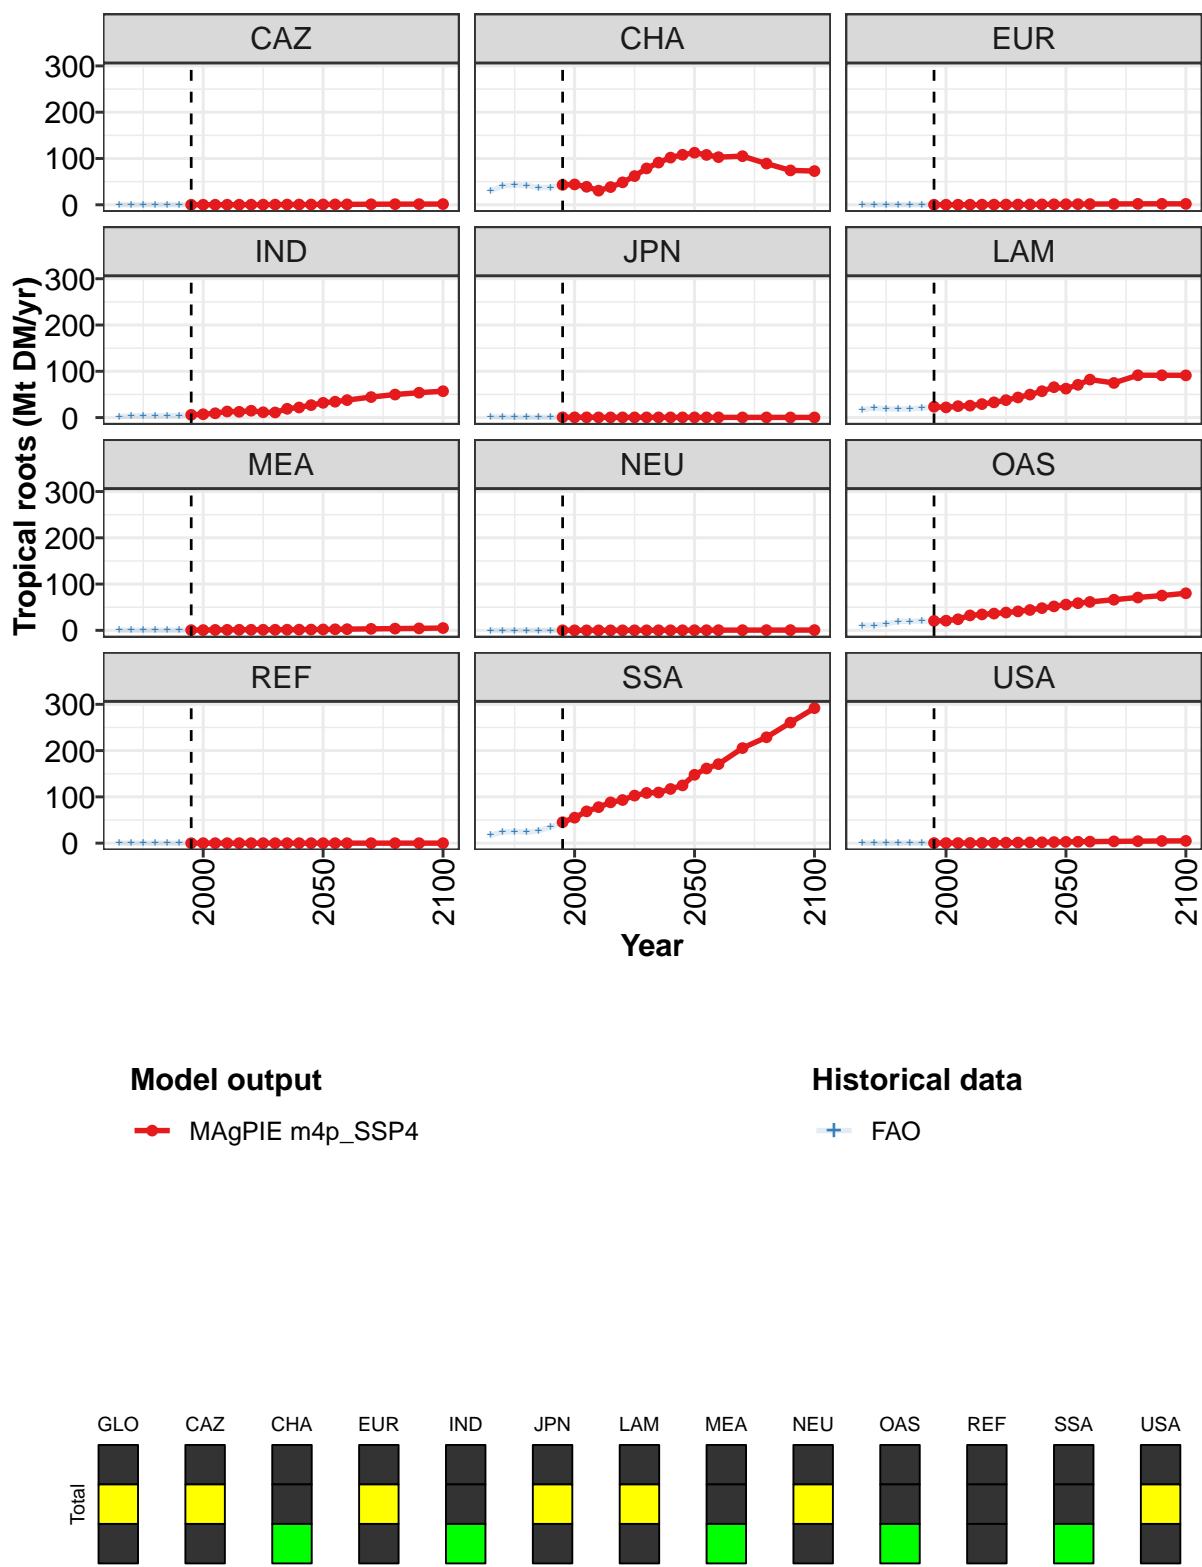 CAZ CHA EUR
300
200
100
0
IND JPN LAM
300
200
100
0
MEA NEU OAS
300
200
100
0
REF SSA USA
300
200
100
0
Tropical roots (Mt DM/yr)
2000 2050 2100 2000 2050 2100 2000 2050 2100
Year
Model output Historical data
MAgPIE m4p_SSP4 FAO
GLO CAZ CHA EUR IND JPN LAM MEA NEU OAS REF SSA USA
Total